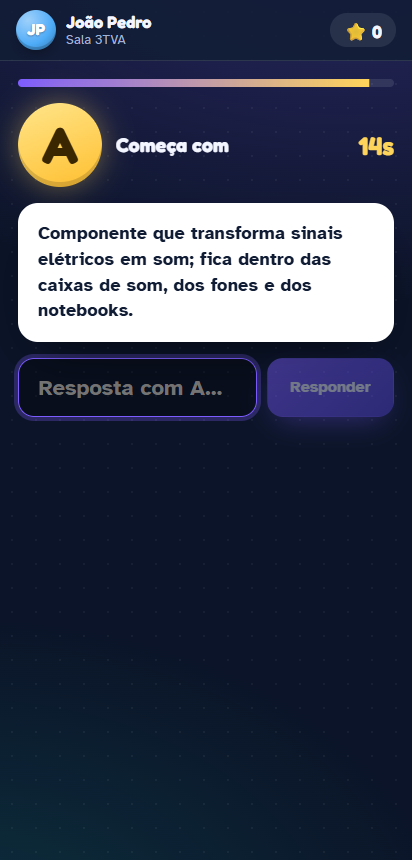 JP
João Pedro
Sala 3TVA
0
A
Começa com
14s
Componente que transforma sinais
elétricos em som; fica dentro das
caixas de som, dos fones e dos
notebooks.
Resposta com A...
Responder